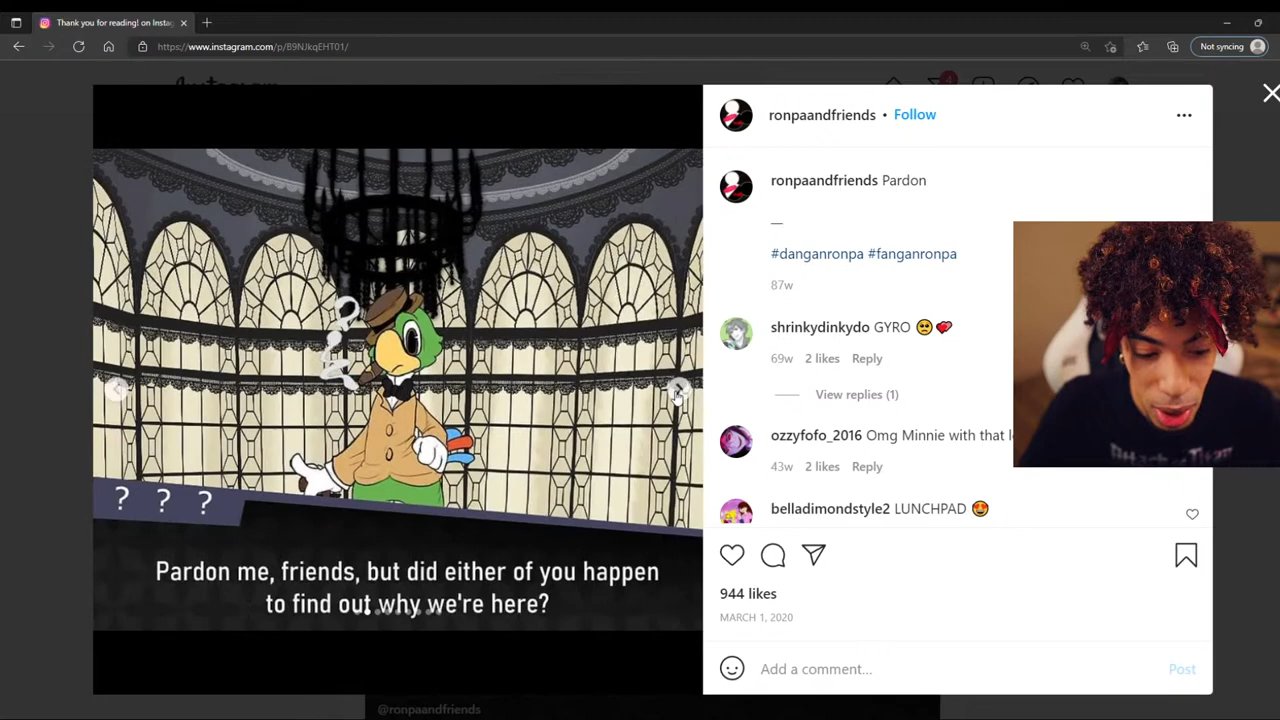 Thank you for reading! on Insta
https://www.instagram.com/p/B9NJkqEHT01/
Not syncing
4
ronpaandfriends • Follow
ronpaandfriends Pardon
—
#danganronpa #fanganronpa
87w
shrinkydinkydo GYRO 🥺💕
69w 2 likes Reply
View replies (1)
ozzyfofo_2016 Omg Minnie with that
43w 2 likes Reply
belladimondstyle2 LUNCHPAD 😍
944 likes
MARCH 1, 2020
Add a comment... Post
? ? ?
Pardon me, friends, but did either of you happen
to find out why we're here?
@ronpaandfriends